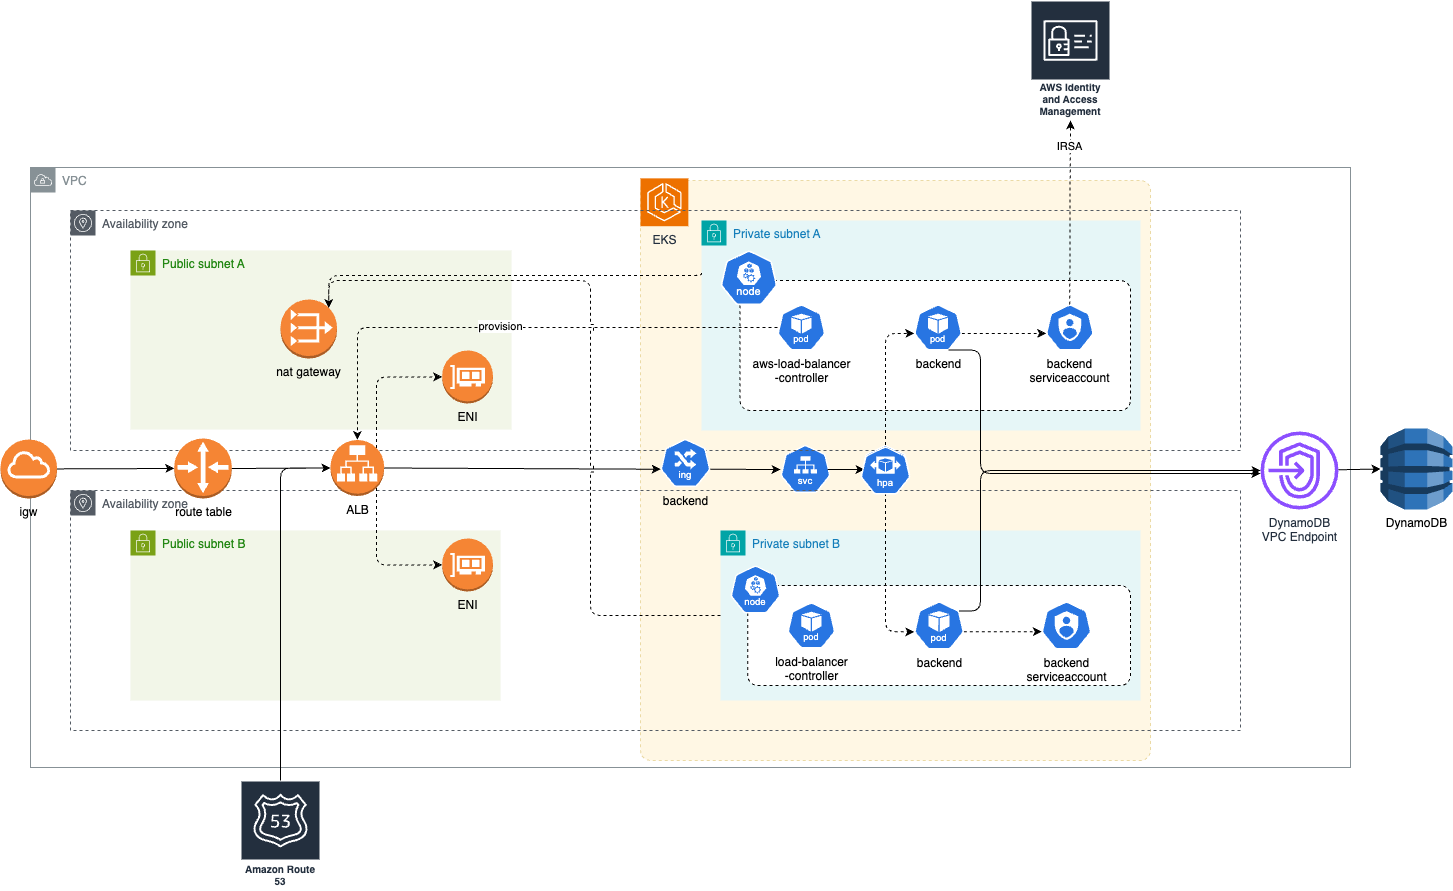 AWS Identity
and Access
Management
IRSA
VPC
Availability zone
EKS
Private subnet A
Public subnet A
node
provision
pod
aws-load-balancer
-controller
pod
backend
backend
serviceaccount
nat gateway
ENI
igw
route table
ALB
ing
backend
svc
hpa
DynamoDB
VPC Endpoint
DynamoDB
Availability zone
Public subnet B
Private subnet B
node
ENI
pod
load-balancer
-controller
pod
backend
backend
serviceaccount
53
Amazon Route
53